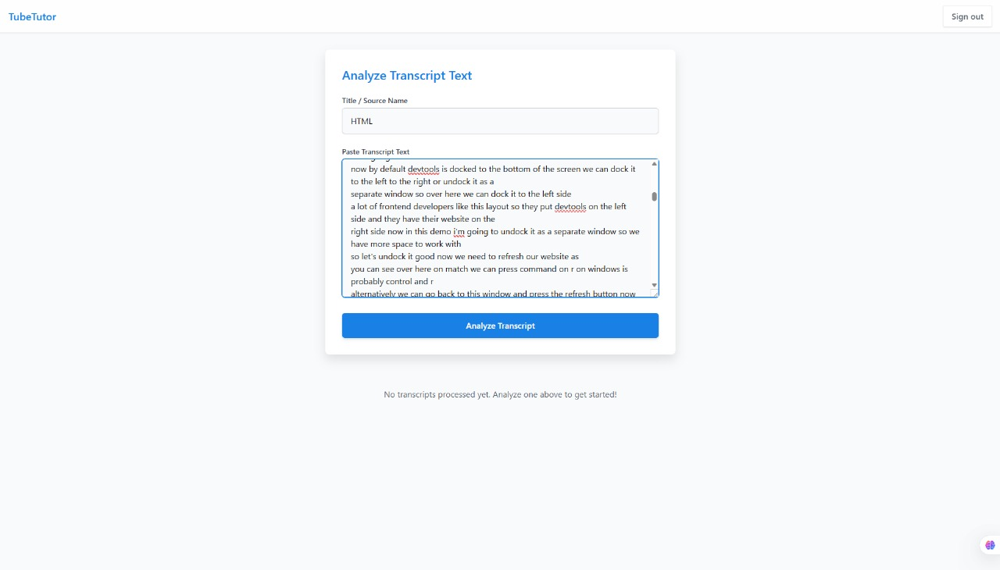 TubeTutor
Sign out
Analyze Transcript Text
Title / Source Name
HTML
Paste Transcript Text
now by default devtools is docked to the bottom of the screen we can dock it
to the left to the right or undock it as a
separate window so over here we can dock it to the left side
a lot of frontend developers like this layout so they put devtools on the left
side and they have their website on the
right side now in this demo i'm going to undock it as a separate window so we
have more space to work with
so let's undock it good now we need to refresh our website as
you can see over here on match we can press command on r on windows is
probably control and r
alternatively we can go back to this window and press the refresh button now
Analyze Transcript
No transcripts processed yet. Analyze one above to get started!